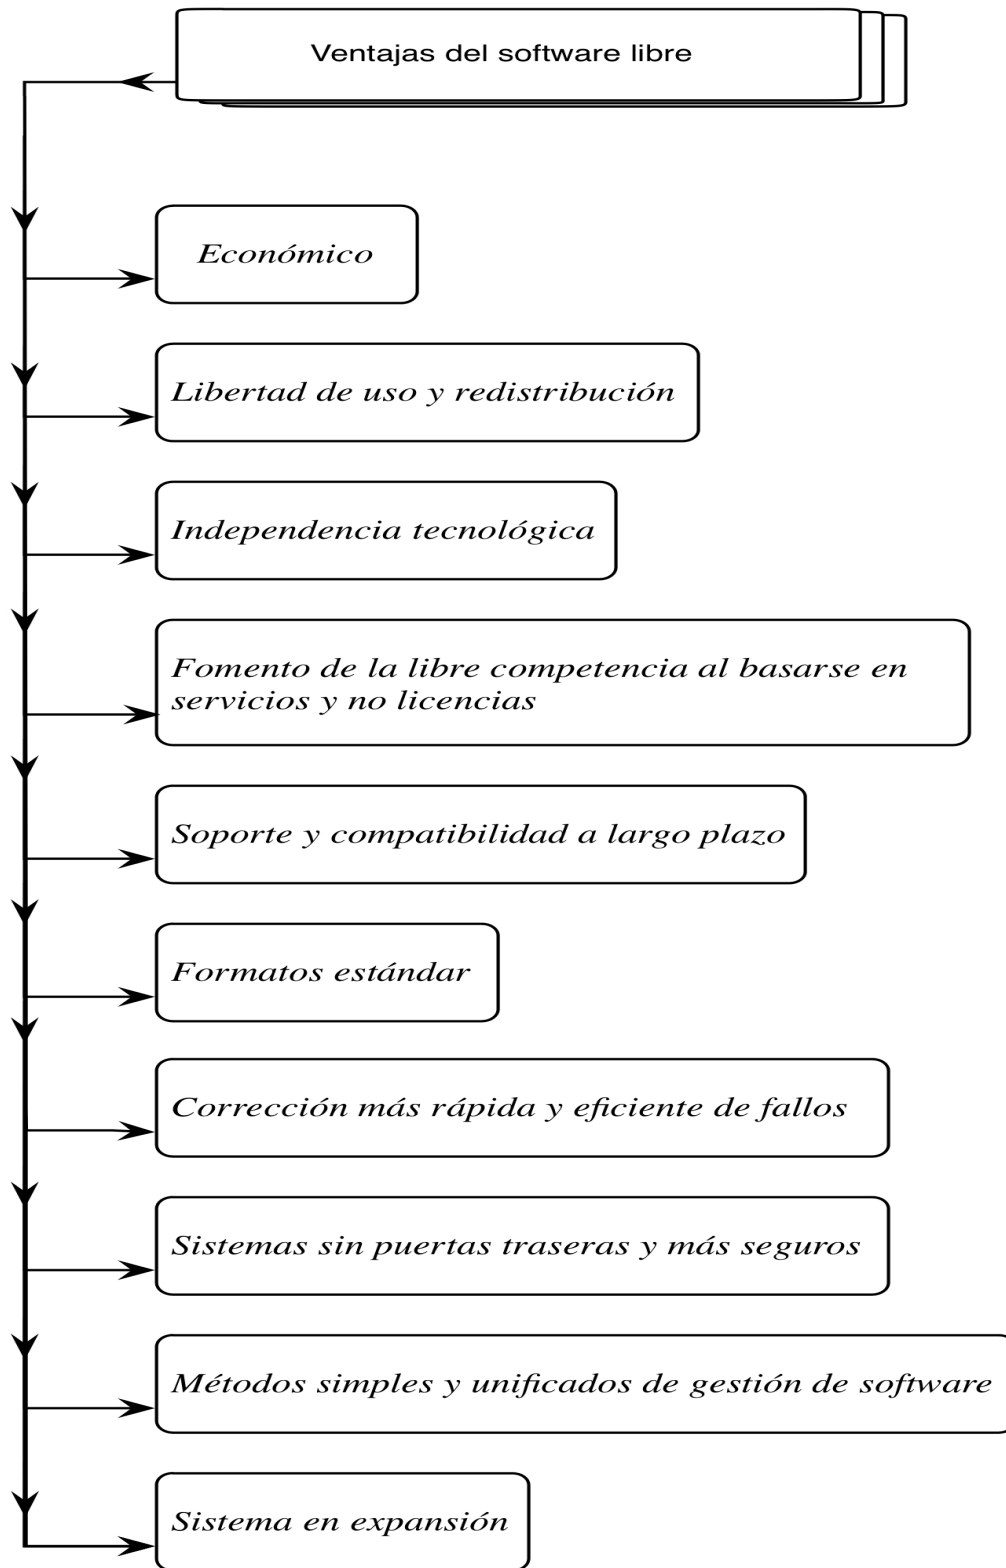 Ventajas del software libre
Económico
Libertad de uso y redistribución
Independencia tecnológica
Fomento de la libre competencia al basarse en
servicios y no licencias
Soporte y compatibilidad a largo plazo
Formatos estándar
Corrección más rápida y eficiente de fallos
Sistemas sin puertas traseras y más seguros
Métodos simples y unificados de gestión de software
Sistema en expansión